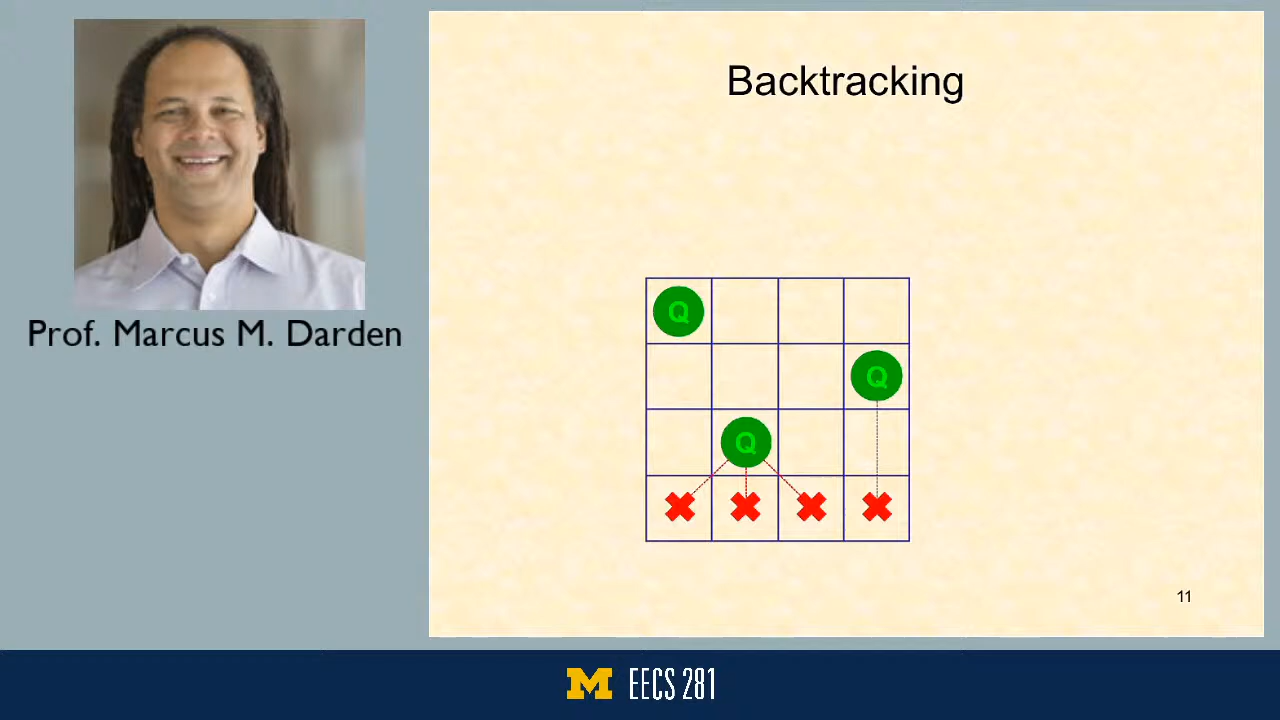 Backtracking
Prof. Marcus M. Darden
Q
Q
Q
11
M EECS 281